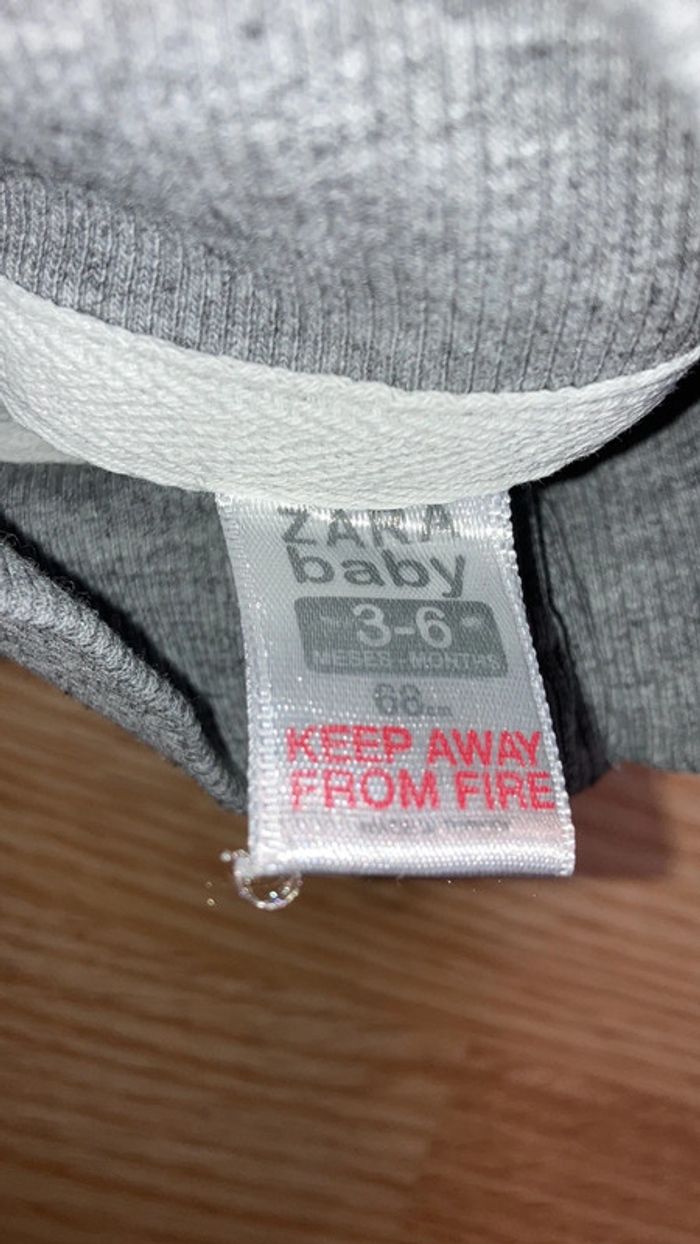 ZARA
baby
3-6
MESES - MONTHS
68cm
KEEP AWAY
FROM FIRE